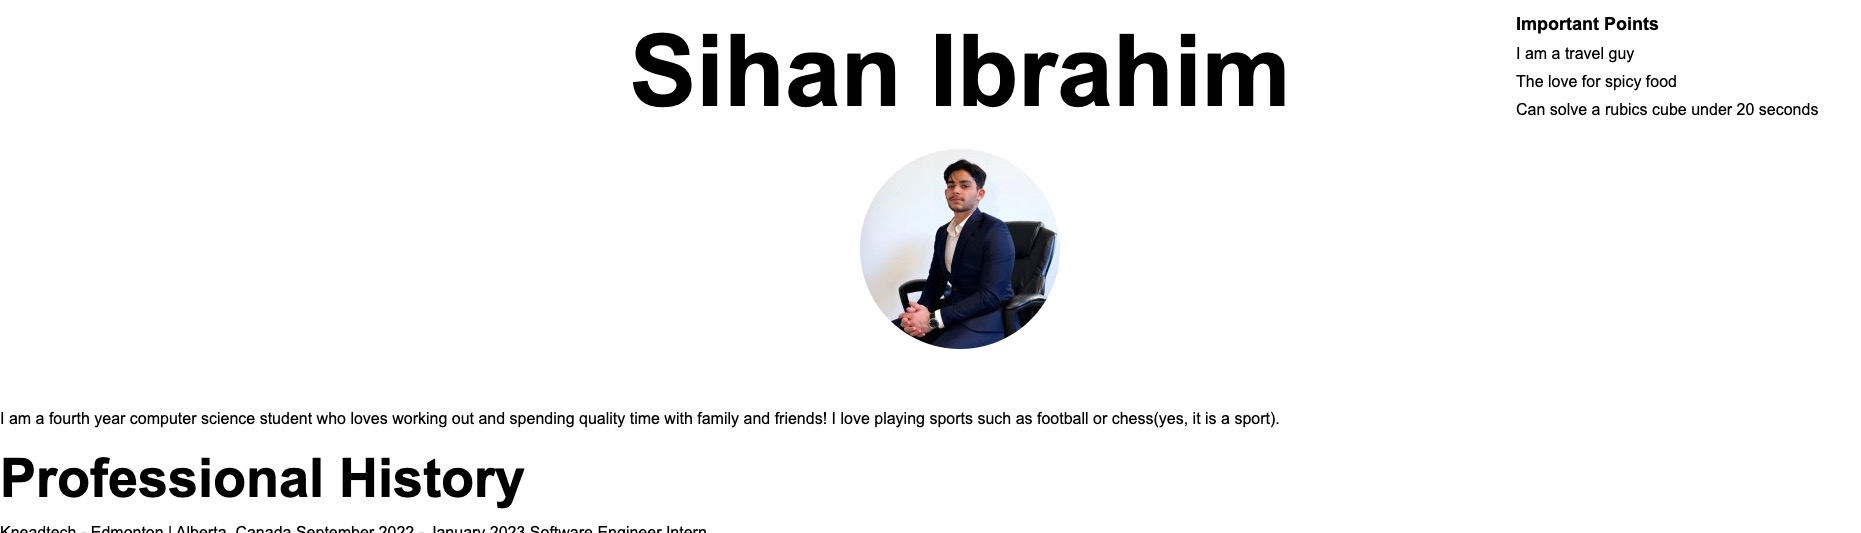 Sihan Ibrahim
Important Points
I am a travel guy
The love for spicy food
Can solve a rubics cube under 20 seconds
I am a fourth year computer science student who loves working out and spending quality time with family and friends! I love playing sports such as football or chess(yes, it is a sport).
Professional History
Kneadtech - Edmonton | Alberta, Canada September 2022 - January 2023 Software Engineer Intern